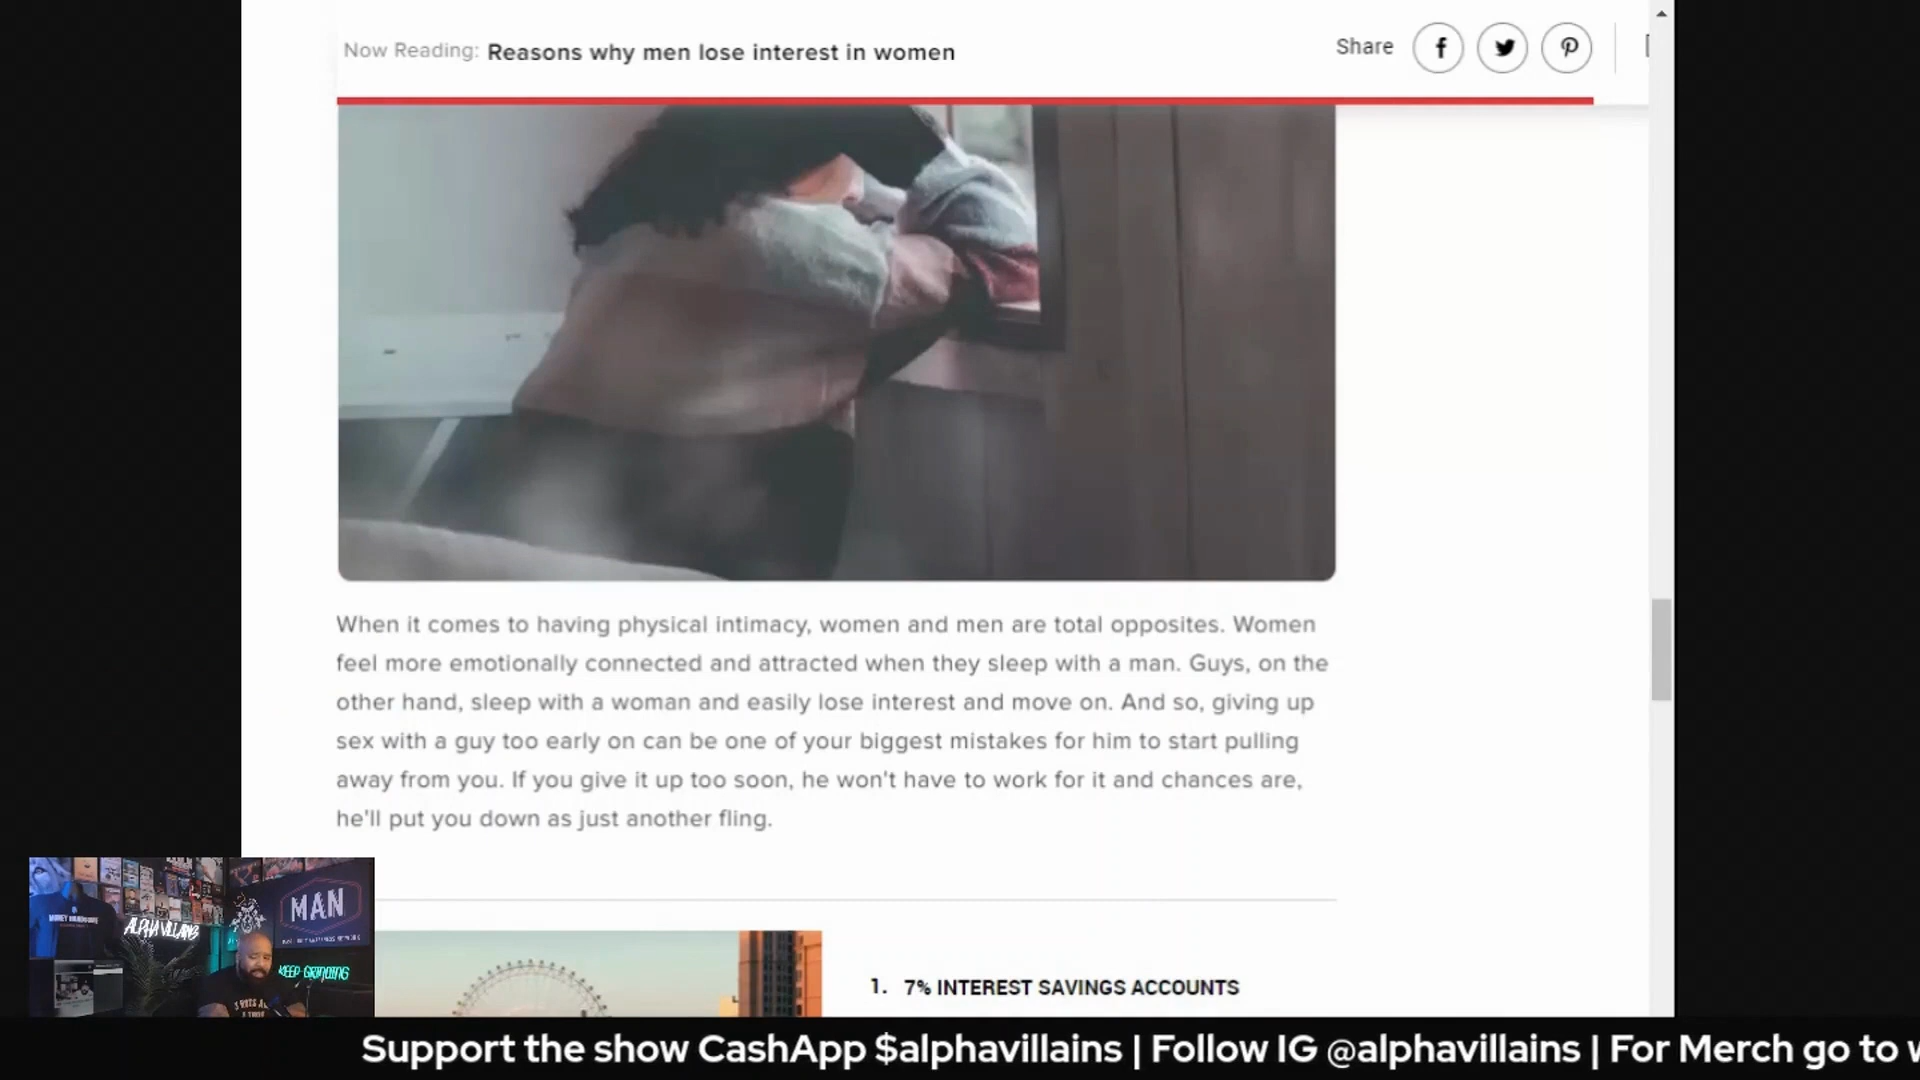 Now Reading: Reasons why men lose interest in women
Share
When it comes to having physical intimacy, women and men are total opposites. Women
feel more emotionally connected and attracted when they sleep with a man. Guys, on the
other hand, sleep with a woman and easily lose interest and move on. And so, giving up
sex with a guy too early on can be one of your biggest mistakes for him to start pulling
away from you. If you give it up too soon, he won't have to work for it and chances are,
he'll put you down as just another fling.
MAN
ALPHA VILLAINS
KEEP GRINDING
1. 7% INTEREST SAVINGS ACCOUNTS
Support the show CashApp $alphavillains | Follow IG @alphavillains | For Merch go to